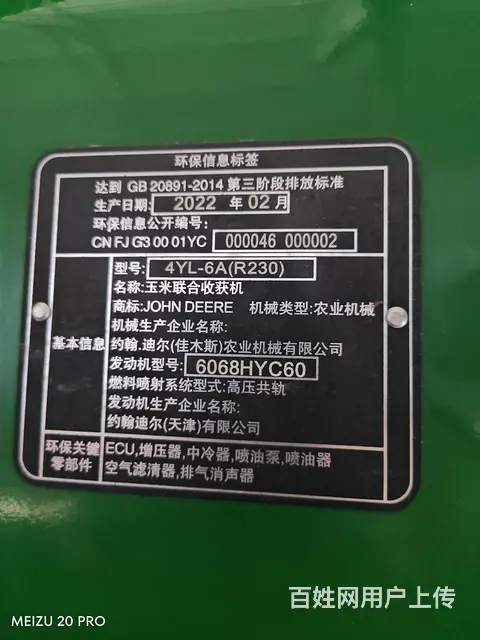 环保信息标签
达到 GB 20891-2014 第三阶段排放标准
生产日期: 2022 年 02 月
环保信息公开编号:
CN FJ G3 00 01YC 000046 000002
型号: 4YL-6A(R230)
名称:玉米联合收获机
商标:JOHN DEERE 机械类型:农业机械
机械生产企业名称:
基本信息 约翰.迪尔(佳木斯)农业机械有限公司
发动机型号: 6068HYC60
燃料喷射系统型式:高压共轨
发动机生产企业名称:
约翰迪尔(天津)有限公司
环保关键零部件
ECU,增压器,中冷器,喷油泵,喷油器
空气滤清器,排气消声器
百姓网用户上传
MEIZU 20 PRO